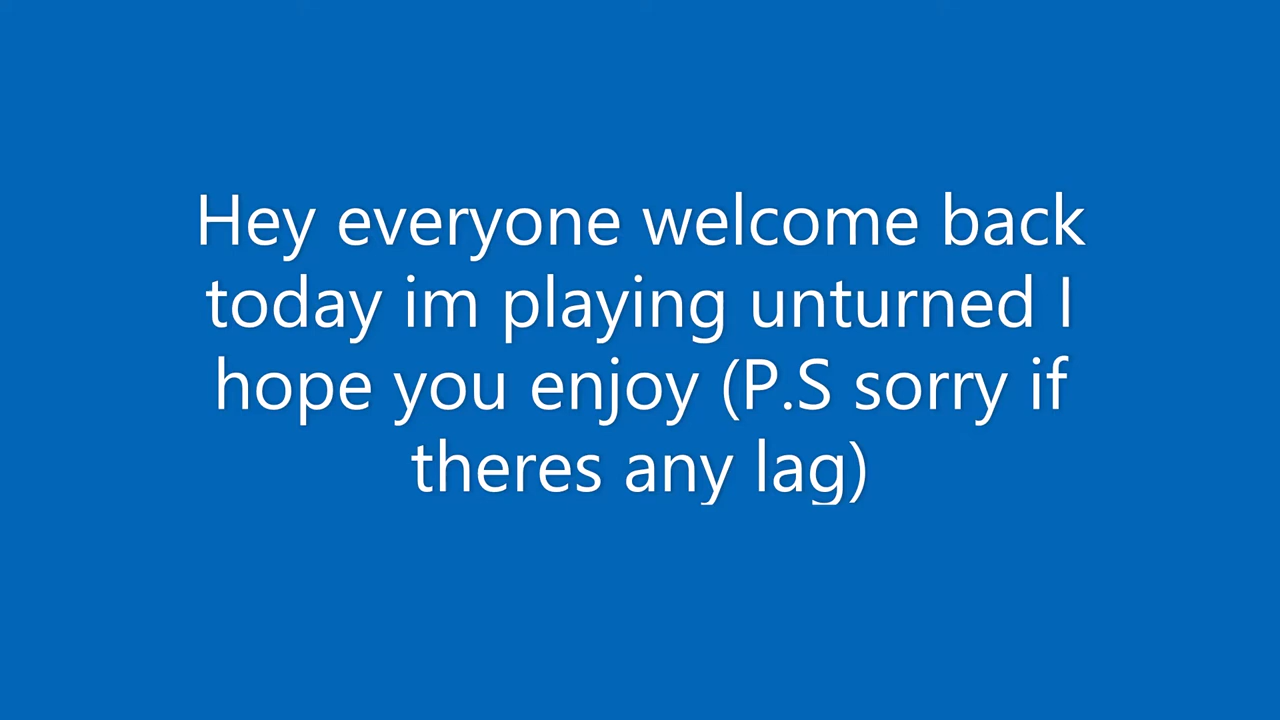 Hey everyone welcome back
today im playing unturned I
hope you enjoy (P.S sorry if
theres any lag)